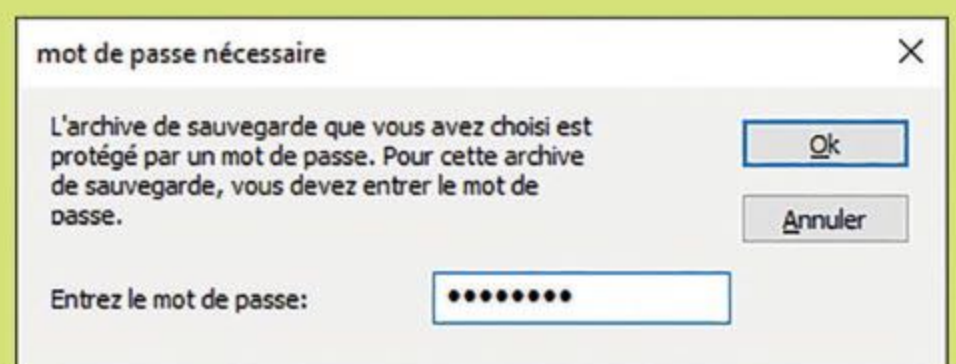 mot de passe nécessaire
L'archive de sauvegarde que vous avez choisi est
protégé par un mot de passe. Pour cette archive
de sauvegarde, vous devez entrer le mot de
passe.
Ok
Annuler
Entrez le mot de passe: ••••••••